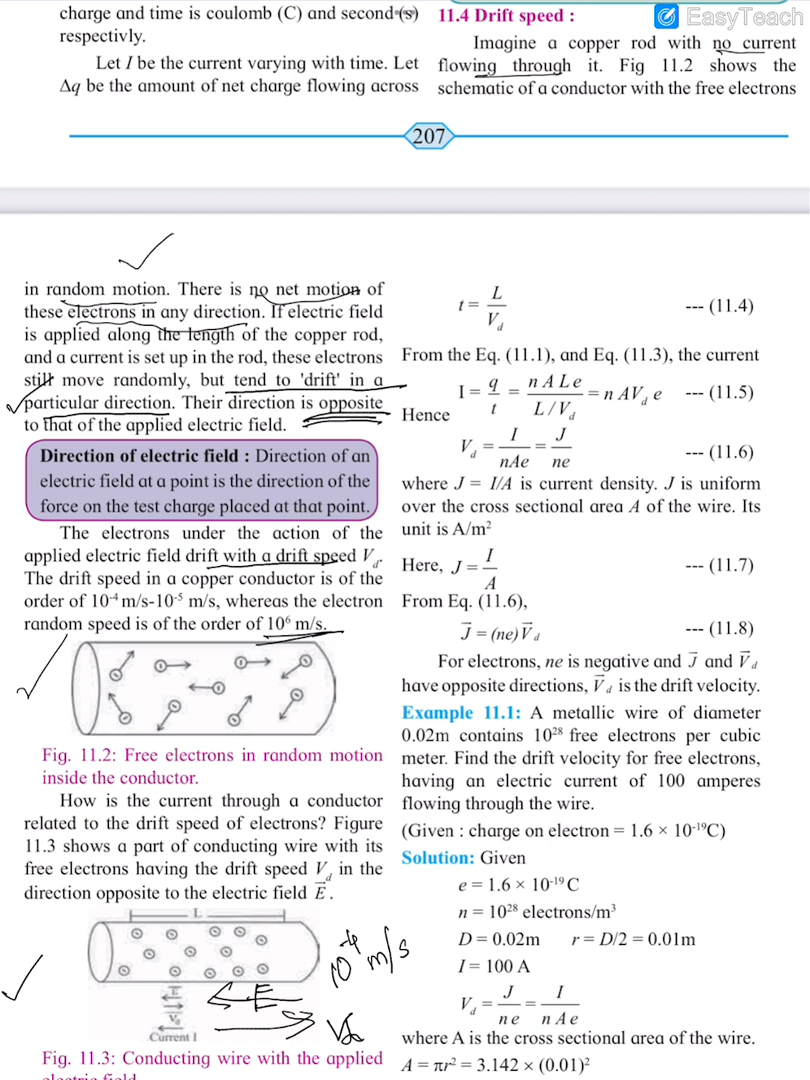 charge and time is coulomb (C) and second (s)
respectivly.
Let I be the current varying with time. Let
Δq be the amount of net charge flowing across
11.4 Drift speed :
EasyTeach
Imagine a copper rod with no current
flowing through it. Fig 11.2 shows the
schematic of a conductor with the free electrons
207
in random motion. There is no net motion of
these electrons in any direction. If electric field
is applied along the length of the copper rod,
and a current is set up in the rod, these electrons
still move randomly, but tend to 'drift' in a
particular direction. Their direction is opposite
to that of the applied electric field.
Direction of electric field : Direction of an
electric field at a point is the direction of the
force on the test charge placed at that point.
The electrons under the action of the
applied electric field drift with a drift speed V_d.
The drift speed in a copper conductor is of the
order of 10⁻⁴ m/s-10⁻⁵ m/s, whereas the electron
random speed is of the order of 10⁶ m/s.
Fig. 11.2: Free electrons in random motion
inside the conductor.
How is the current through a conductor
related to the drift speed of electrons? Figure
11.3 shows a part of conducting wire with its
free electrons having the drift speed V_d in the
direction opposite to the electric field E⃗.
L
E⃗
V_d
Current I
10⁻⁴ m/s
E
Vd
Fig. 11.3: Conducting wire with the applied
electric field.
t = L / V_d --- (11.4)
From the Eq. (11.1), and Eq. (11.3), the current
I = q/t = n A L e / L/V_d = n AV_d e --- (11.5)
Hence
V_d = I/nAe = J/ne --- (11.6)
where J = I/A is current density. J is uniform
over the cross sectional area A of the wire. Its
unit is A/m²
Here, J = I/A --- (11.7)
From Eq. (11.6),
J⃗ = (ne)V⃗_d --- (11.8)
For electrons, ne is negative and J⃗ and V⃗_d
have opposite directions, V⃗_d is the drift velocity.
Example 11.1: A metallic wire of diameter
0.02m contains 10²⁸ free electrons per cubic
meter. Find the drift velocity for free electrons,
having an electric current of 100 amperes
flowing through the wire.
(Given : charge on electron = 1.6 × 10⁻¹⁹C)
Solution: Given
e = 1.6 × 10⁻¹⁹ C
n = 10²⁸ electrons/m³
D = 0.02m r = D/2 = 0.01m
I = 100 A
V_d = J/ne = I/nAe
where A is the cross sectional area of the wire.
A = πr² = 3.142 × (0.01)²